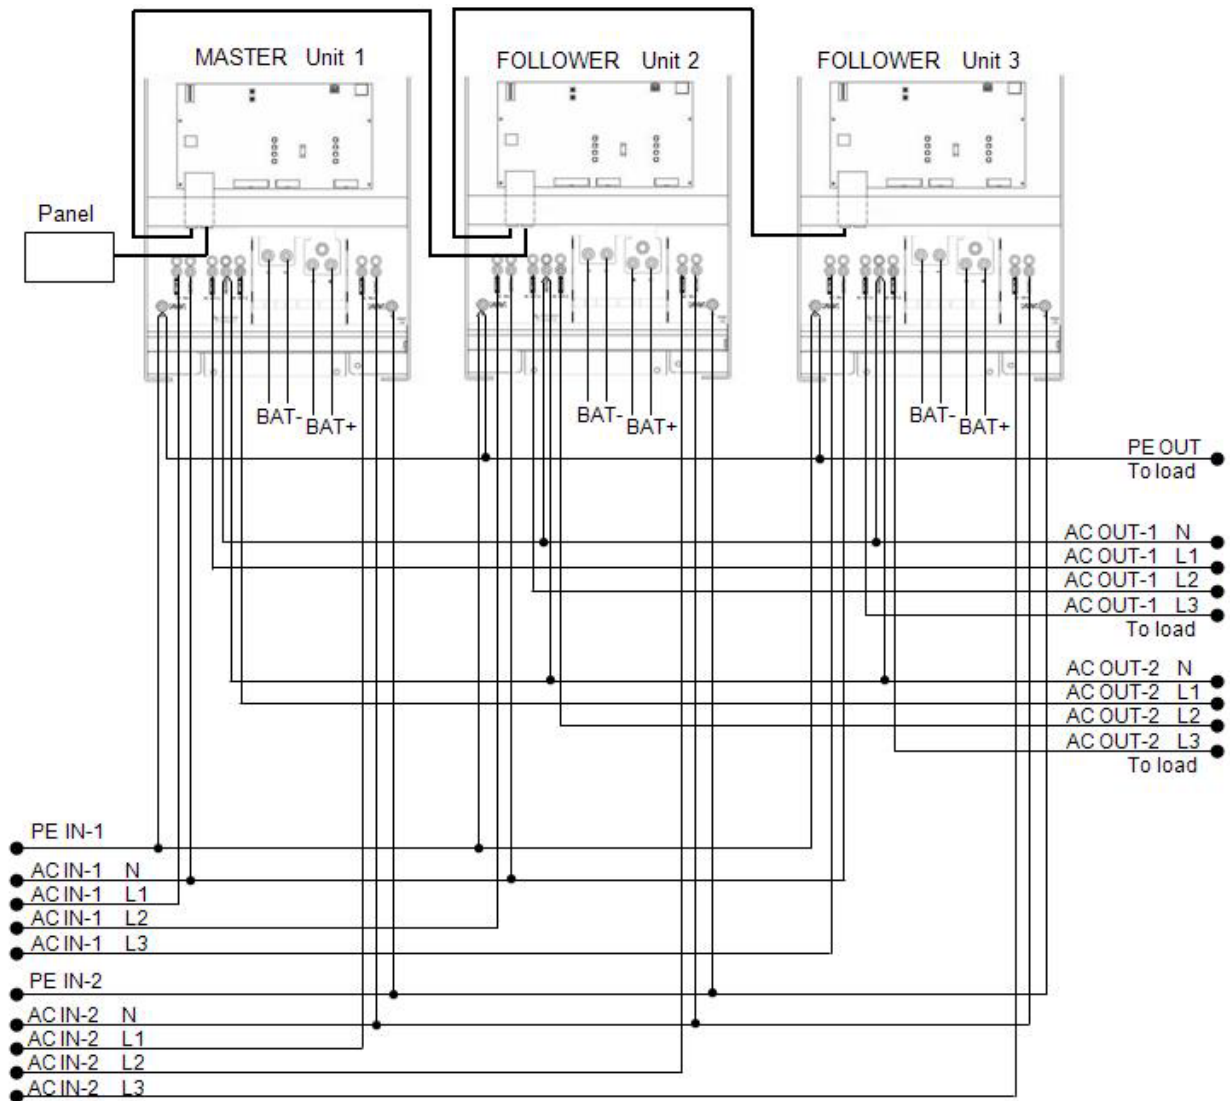 MASTER Unit 1
FOLLOWER Unit 2
FOLLOWER Unit 3
Panel
BAT-
BAT+
BAT-
BAT+
BAT-
BAT+
PE OUT
To load
AC OUT-1 N
AC OUT-1 L1
AC OUT-1 L2
AC OUT-1 L3
To load
AC OUT-2 N
AC OUT-2 L1
AC OUT-2 L2
AC OUT-2 L3
To load
PE IN-1
AC IN-1 N
AC IN-1 L1
AC IN-1 L2
AC IN-1 L3
PE IN-2
AC IN-2 N
AC IN-2 L1
AC IN-2 L2
AC IN-2 L3